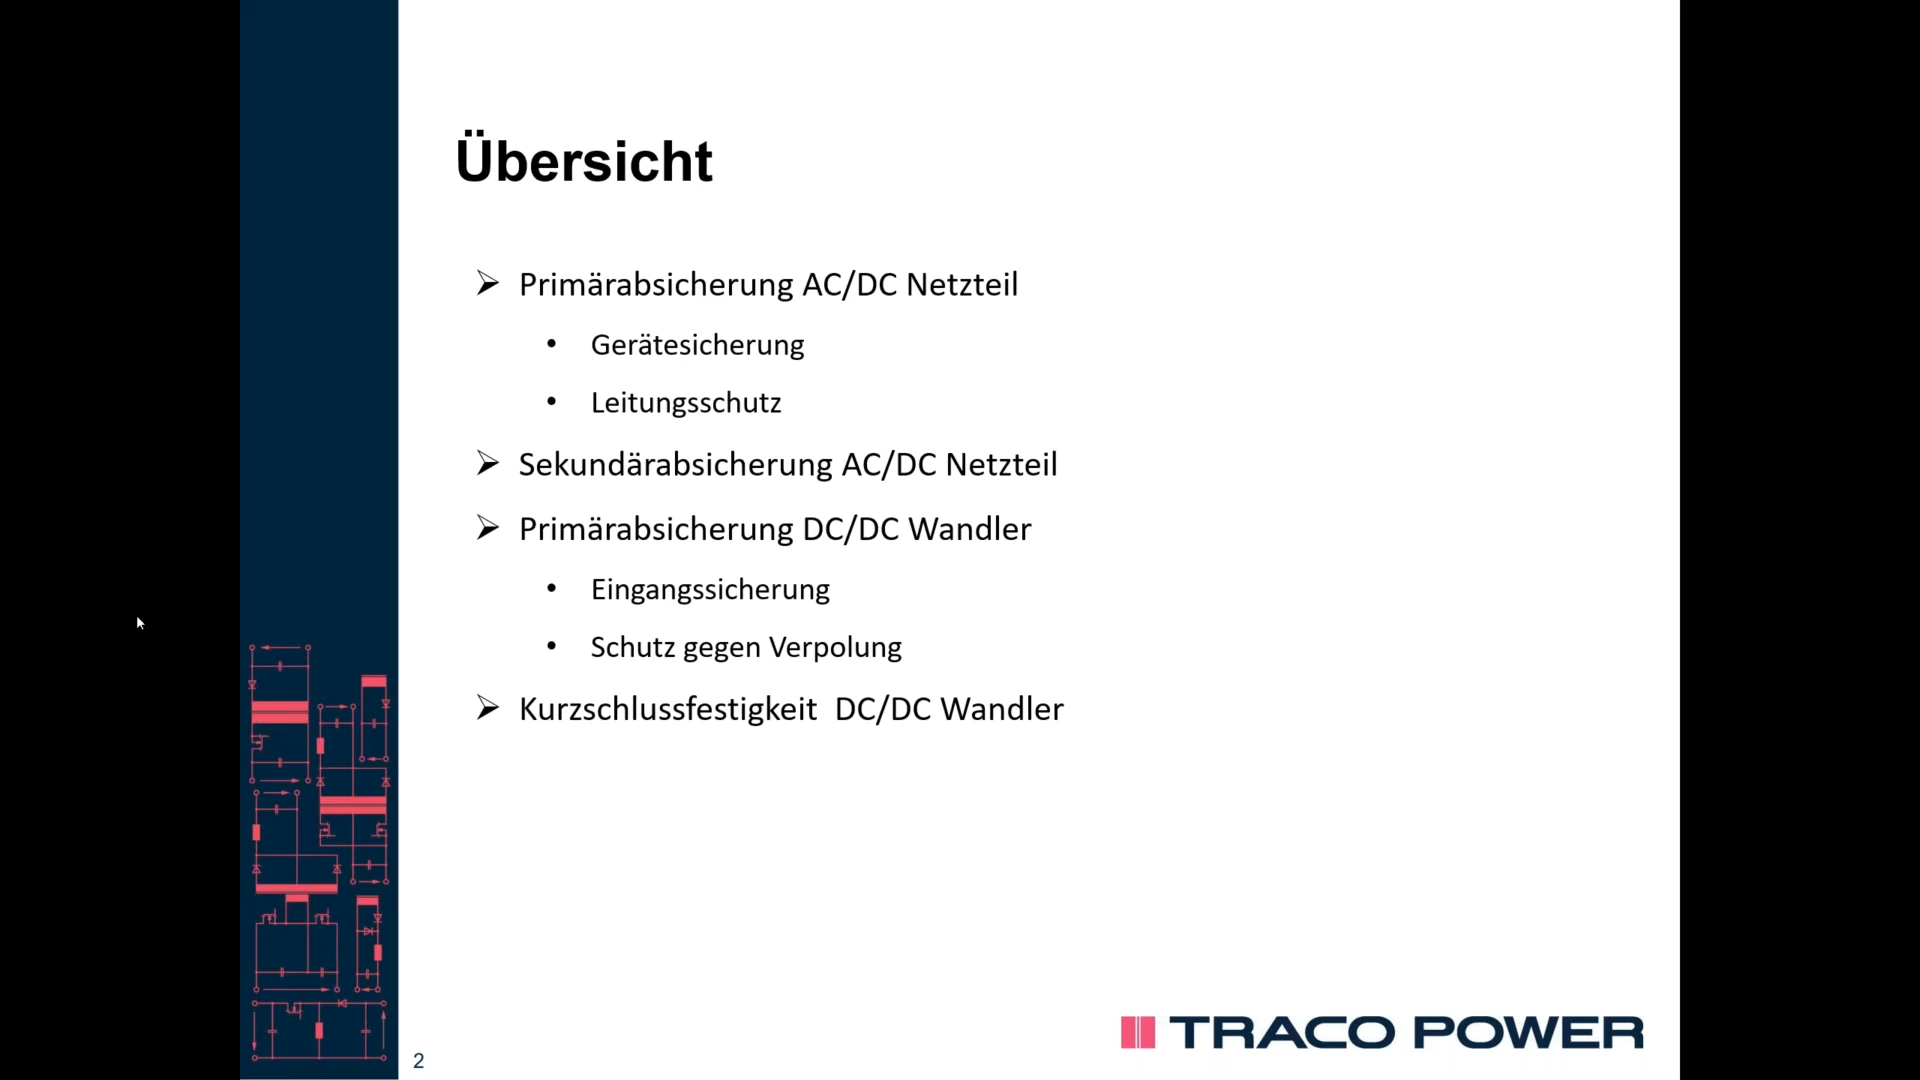 Übersicht
Primärabsicherung AC/DC Netzteil
Gerätesicherung
Leitungsschutz
Sekundärabsicherung AC/DC Netzteil
Primärabsicherung DC/DC Wandler
Eingangssicherung
Schutz gegen Verpolung
Kurzschlussfestigkeit  DC/DC Wandler
TRACO POWER
2